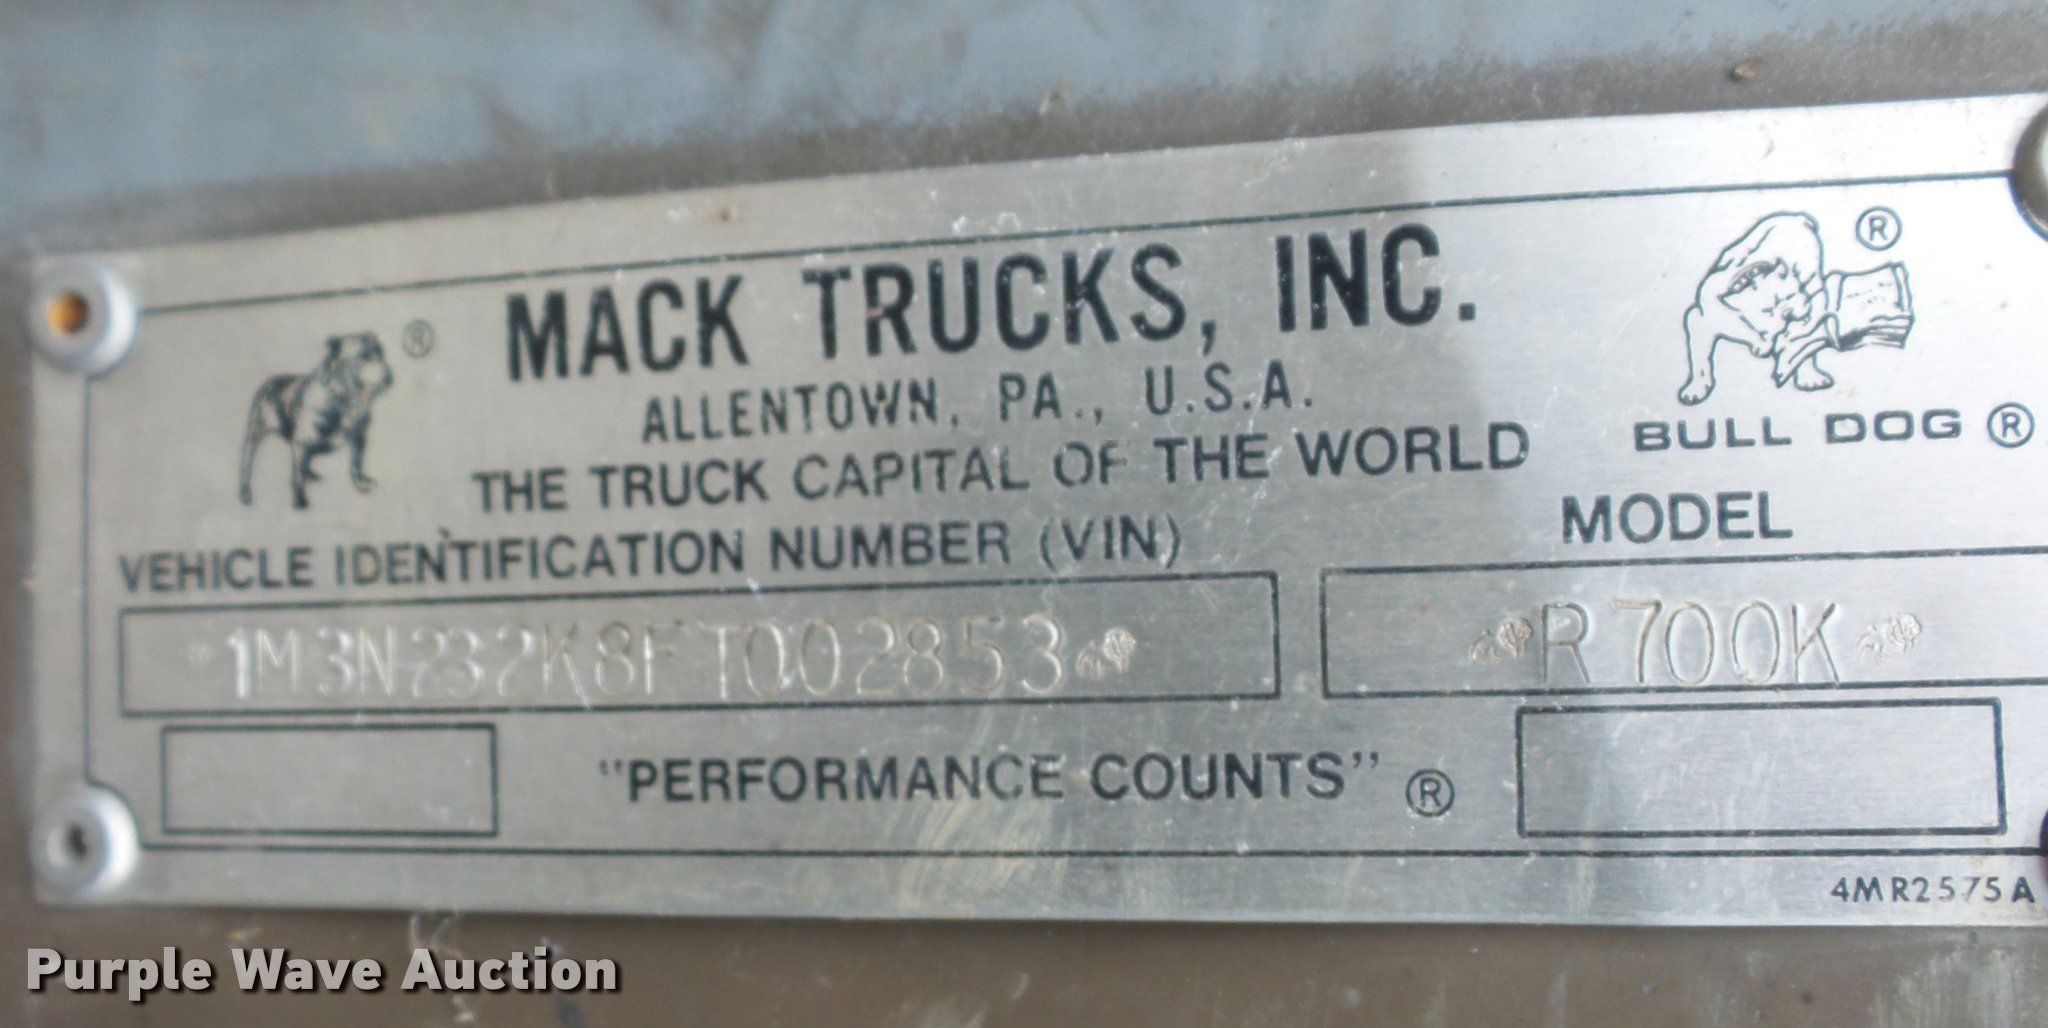 MACK TRUCKS, INC.
ALLENTOWN, PA., U.S.A.
THE TRUCK CAPITAL OF THE WORLD
BULL DOG ®
VEHICLE IDENTIFICATION NUMBER (VIN)
MODEL
1M3N232K8FT002853
R700K
"PERFORMANCE COUNTS" ®
4MR2575A
Purple Wave Auction